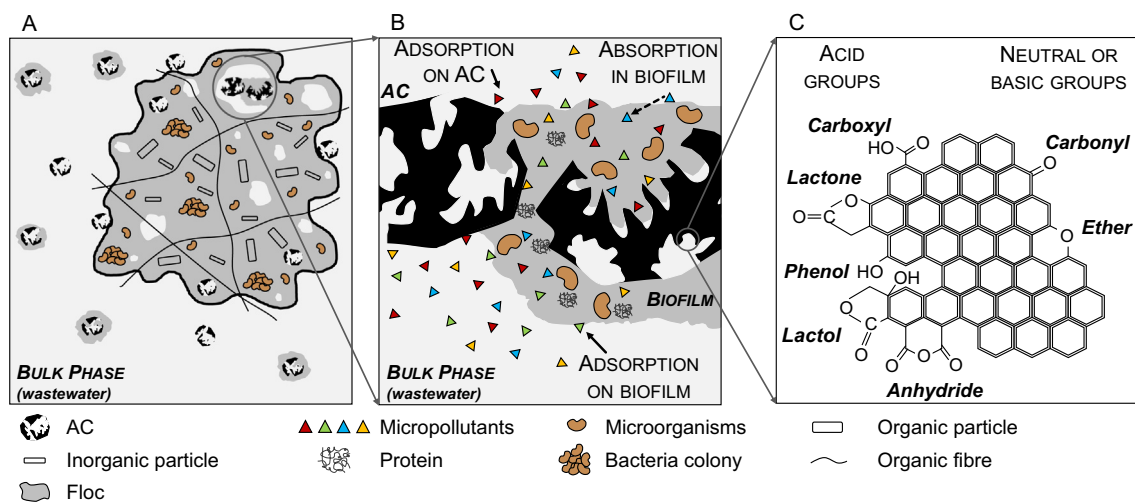 A
B
C
ADSORPTION
ON AC
ABSORPTION
IN BIOFILM
AC
BIOFILM
ADSORPTION
ON BIOFILM
BULK PHASE
(wastewater)
BULK PHASE
(wastewater)
ACID
GROUPS
NEUTRAL OR
BASIC GROUPS
Carboxyl
HO
O
Carbonyl
O
Lactone
O
O
C
Ether
O
Phenol
HO
OH
Lactol
O
C
O
O
O
O
Anhydride
AC
Micropollutants
Microorganisms
Organic particle
Inorganic particle
Protein
Bacteria colony
Organic fibre
Floc